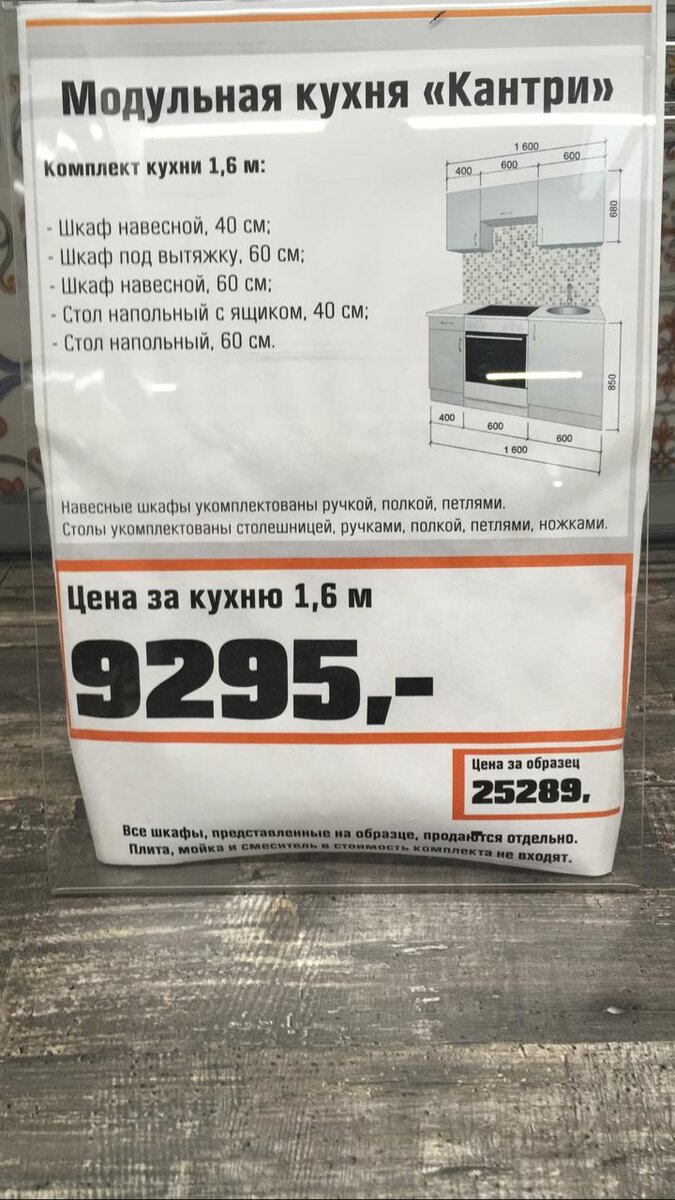 Модульная кухня «Кантри»
Комплект кухни 1,6 м:
- Шкаф навесной, 40 см;
- Шкаф под вытяжку, 60 см;
- Шкаф навесной, 60 см;
- Стол напольный с ящиком, 40 см;
- Стол напольный, 60 см.
1 600
400 600 600
680
850
400 600 600
1 600
Навесные шкафы укомплектованы ручкой, полкой, петлями.
Столы укомплектованы столешницей, ручками, полкой, петлями, ножками.
Цена за кухню 1,6 м
9295,-
Цена за образец
25289,
Все шкафы, представленные на образце, продаются отдельно.
Плита, мойка и смеситель в стоимость комплекта не входят.